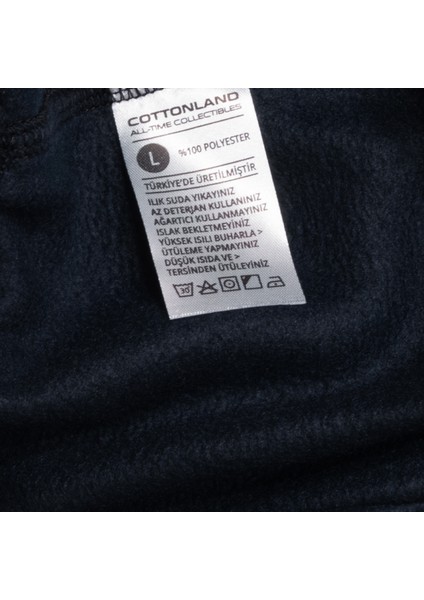 COTTONLAND
ALL-TIME COLLECTIBLES
L %100 POLYESTER
TÜRKİYE'DE ÜRETİLMİŞTİR
ILIK SUDA YIKAYINIZ
AZ DETERJAN KULLANINIZ
AĞARTICI KULLANMAYINIZ
ISLAK BEKLETMEYİNİZ
YÜKSEK ISILI BUHARLA >
ÜTÜLEME YAPMAYINIZ
DÜŞÜK ISIDA VE >
TERSİNDEN ÜTÜLEYİNİZ
30